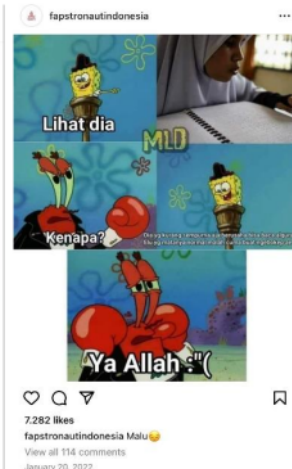 fapstronautindonesia
Lihat dia
MLD
Kenapa?
Ya Allah :"(
7.282 likes
fapstronautindonesia Malu😔
View all 114 comments
January 20, 2022